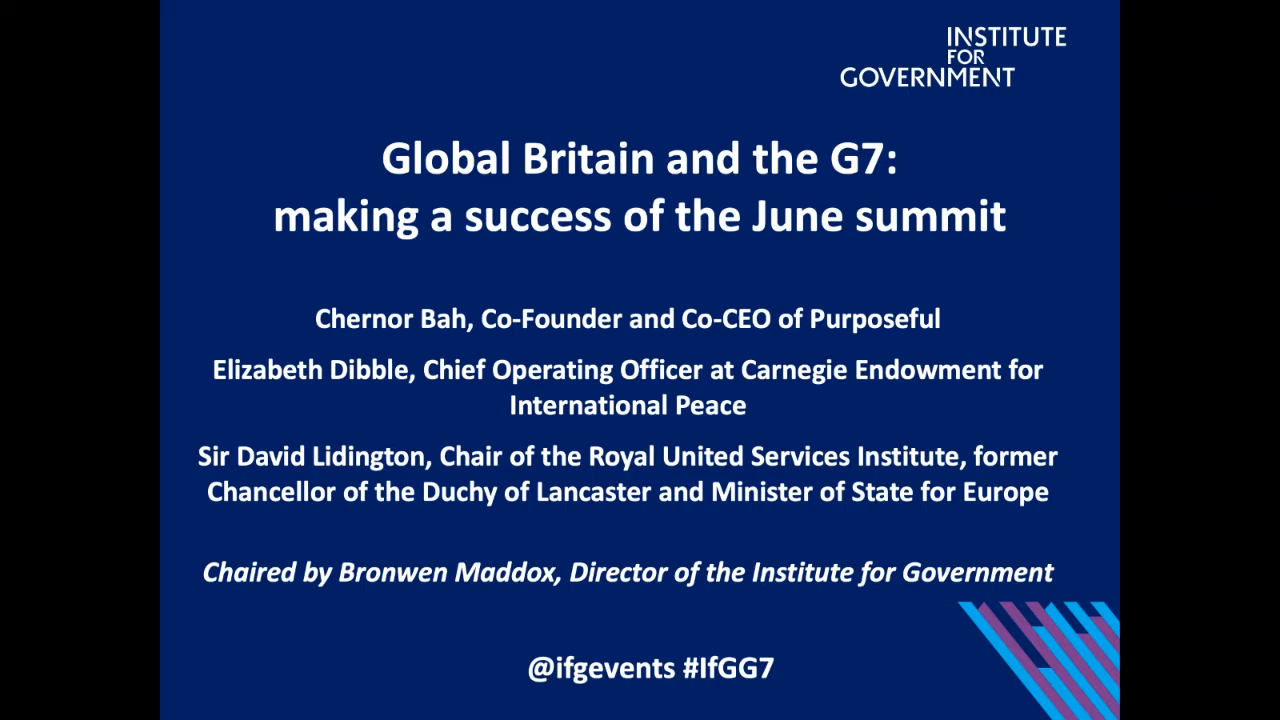 INSTITUTE
FOR
GOVERNMENT
Global Britain and the G7:
making a success of the June summit
Chernor Bah, Co-Founder and Co-CEO of Purposeful
Elizabeth Dibble, Chief Operating Officer at Carnegie Endowment for
International Peace
Sir David Lidington, Chair of the Royal United Services Institute, former
Chancellor of the Duchy of Lancaster and Minister of State for Europe
Chaired by Bronwen Maddox, Director of the Institute for Government
@ifgevents #IfGG7